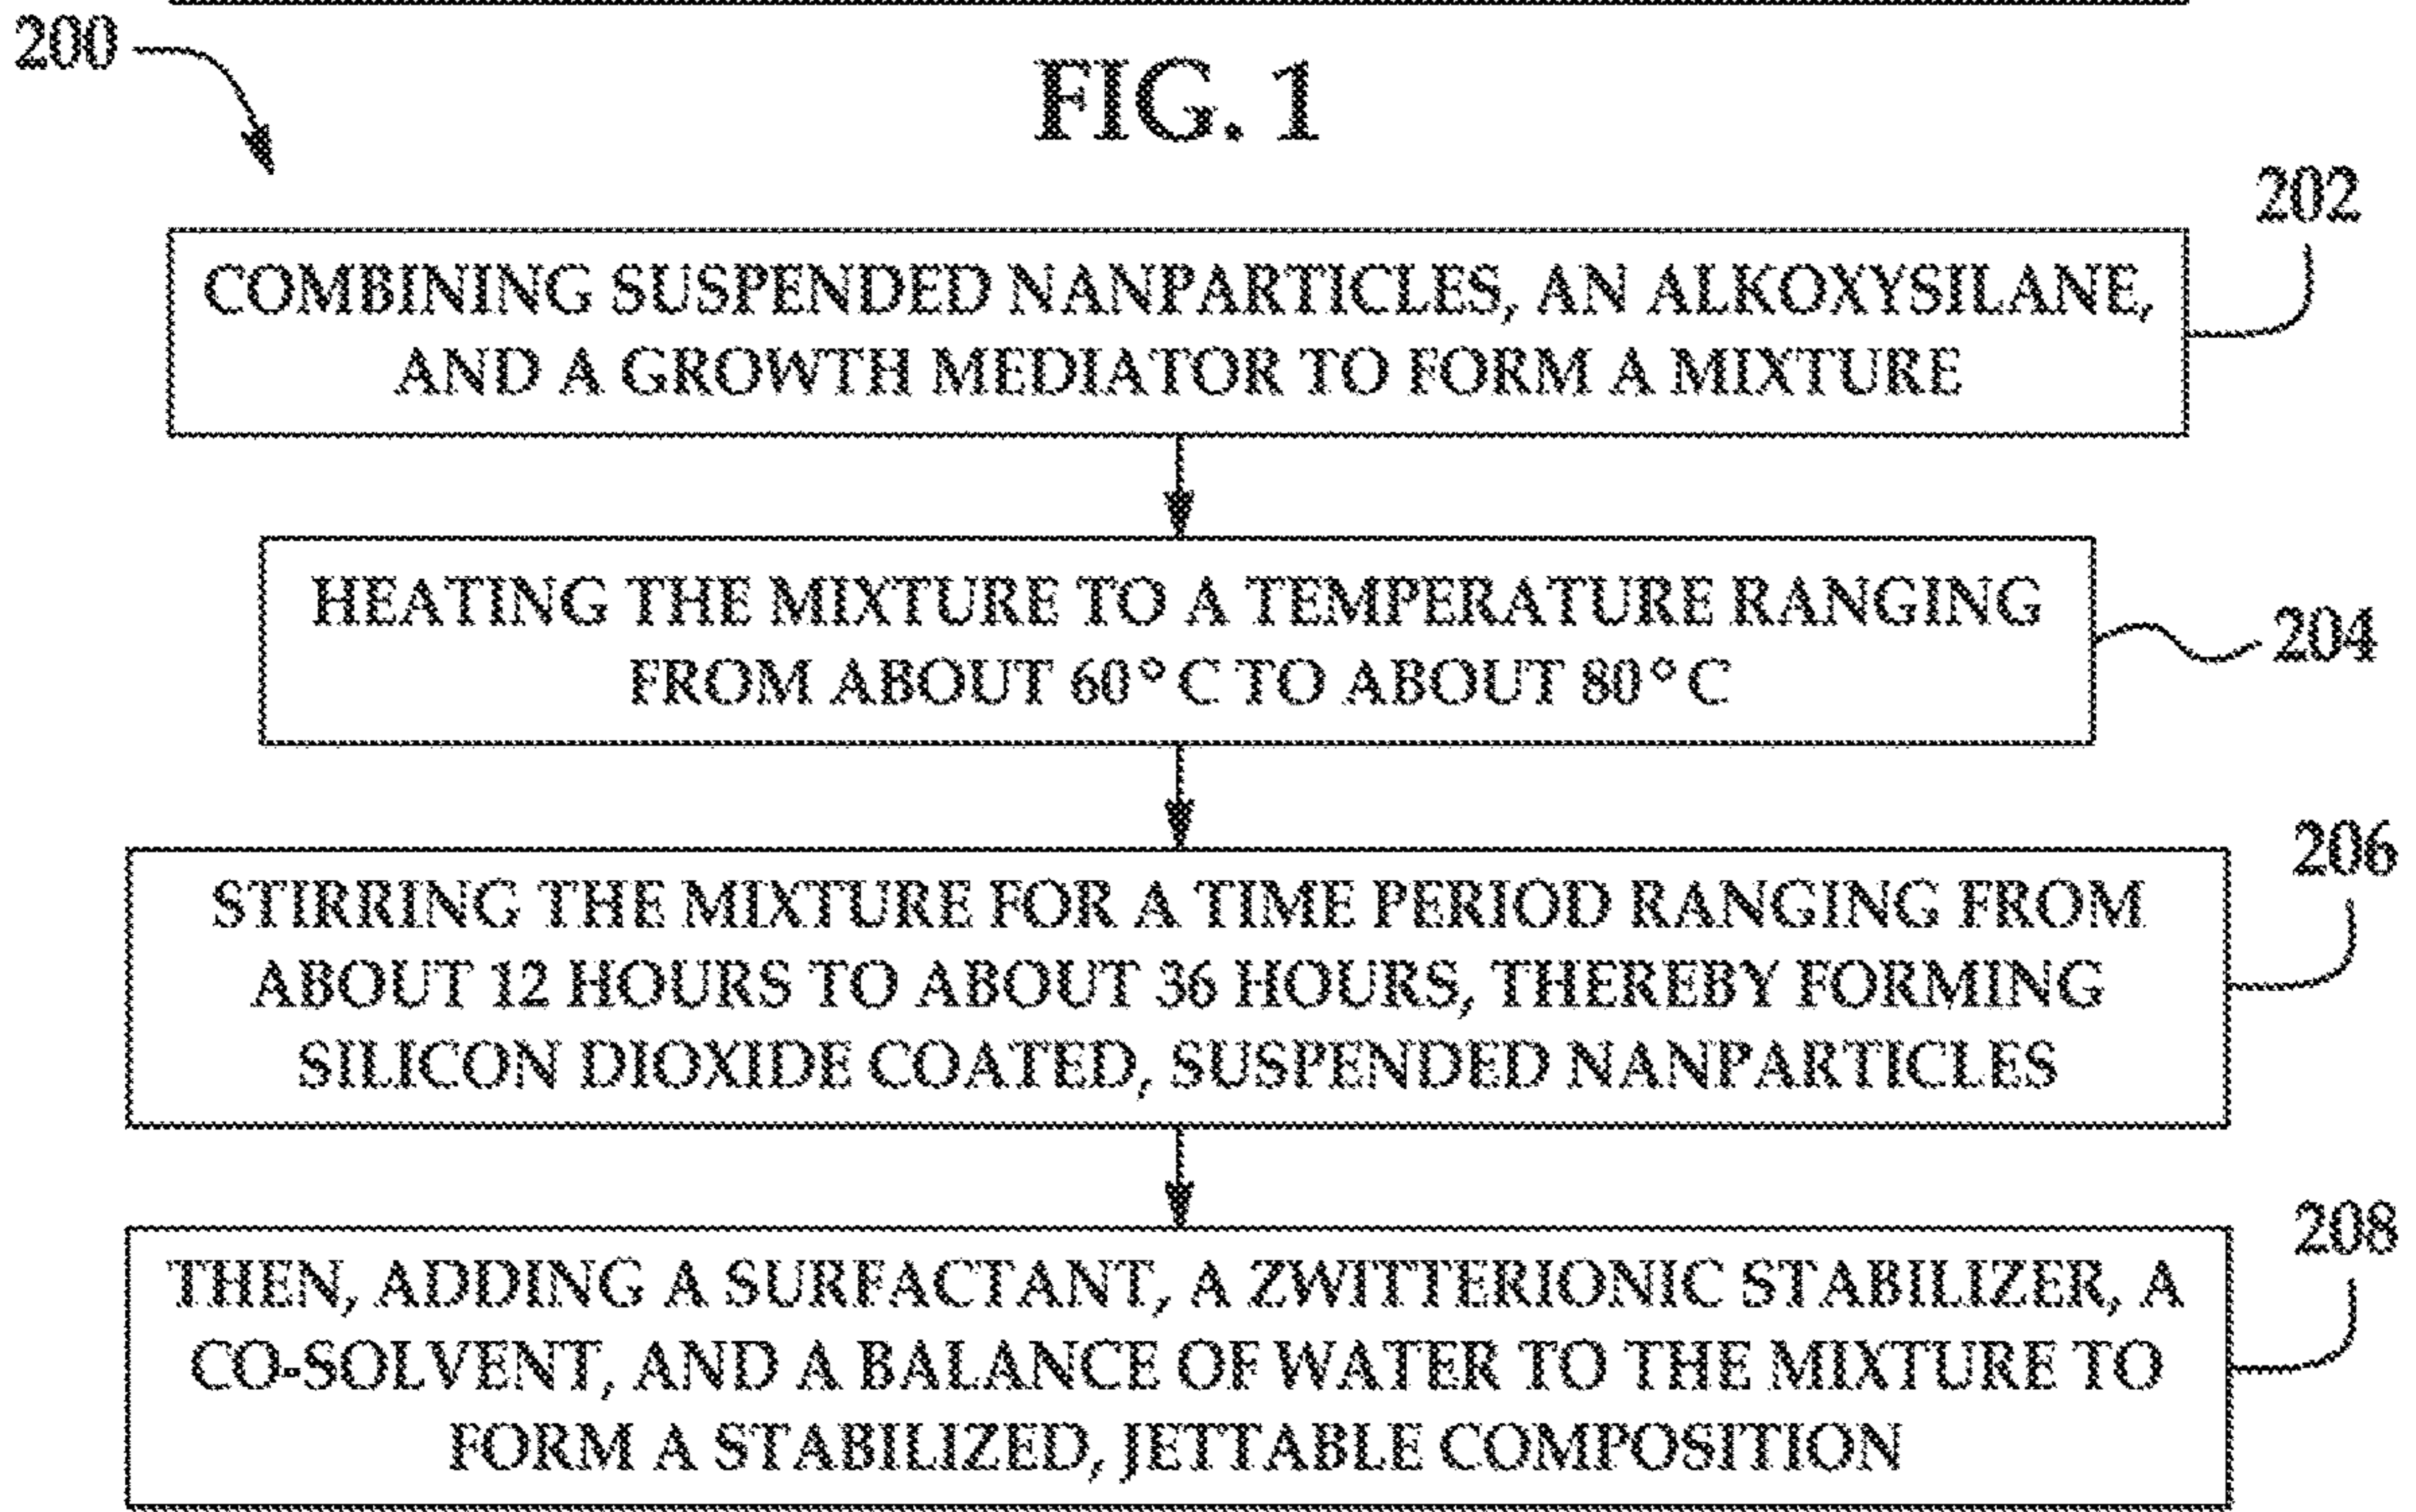 200
FIG. 1
202
COMBINING SUSPENDED NANPARTICLES, AN ALKOXYSILANE,
AND A GROWTH MEDIATOR TO FORM A MIXTURE
HEATING THE MIXTURE TO A TEMPERATURE RANGING
FROM ABOUT 60° C TO ABOUT 80° C
204
206
STIRRING THE MIXTURE FOR A TIME PERIOD RANGING FROM
ABOUT 12 HOURS TO ABOUT 36 HOURS, THEREBY FORMING
SILICON DIOXIDE COATED, SUSPENDED NANPARTICLES
208
THEN, ADDING A SURFACTANT, A ZWITTERIONIC STABILIZER, A
CO-SOLVENT, AND A BALANCE OF WATER TO THE MIXTURE TO
FORM A STABILIZED, JETTABLE COMPOSITION